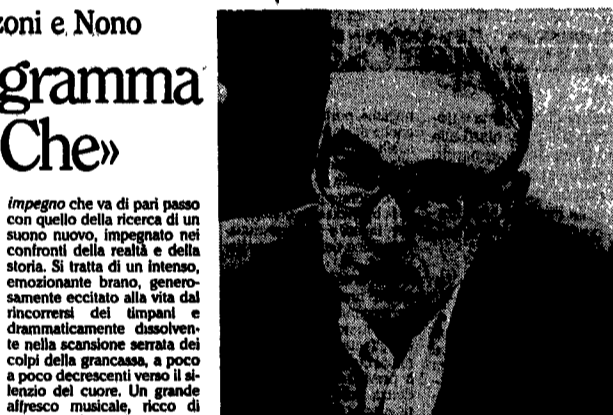 zoni e Nono
gramma
Che»
impegno che va di pari passo
con quello della ricerca di un
suono nuovo, impegnato nei
confronti della realtà e della
storia. Si tratta di un intenso,
emozionante brano, genero-
samente eccitato alla vita dal
rincorrersi dei timpani e
drammaticamente dissolven-
te nella scansione serrata dei
colpi della grancassa, a poco
a poco decrescenti verso il si-
lenzio del cuore. Un grande
affresco musicale, ricco di